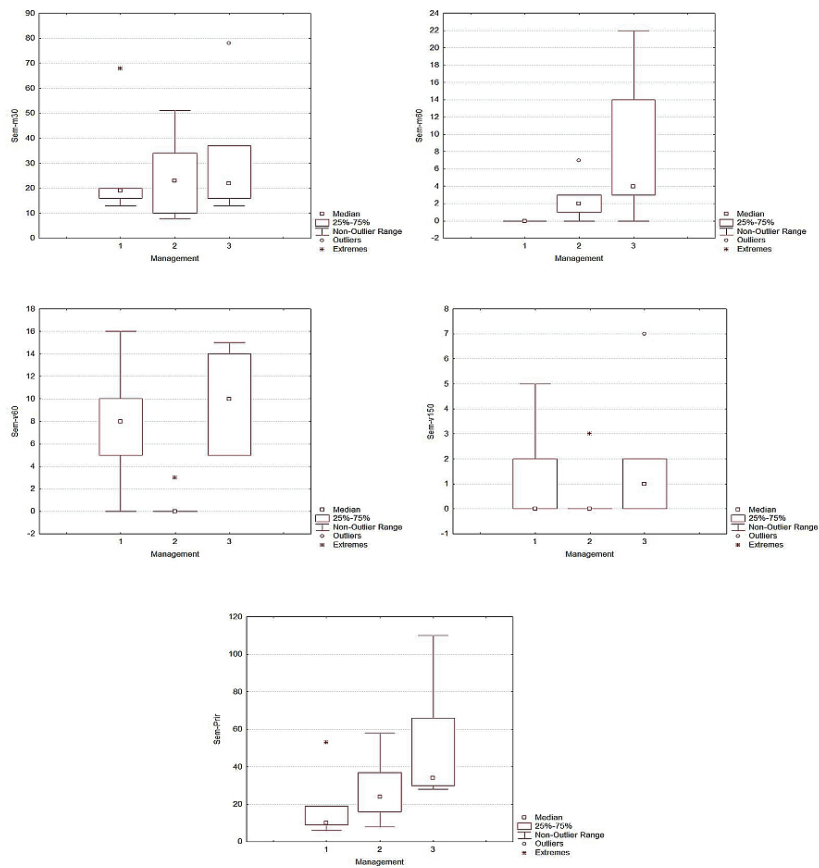 Sem-m30
90
80
70
60
50
40
30
20
10
0
1 2 3
Management
Median
25%-75%
Non-Outlier Range
Outliers
Extremes
Sem-m60
24
22
20
18
16
14
12
10
8
6
4
2
0
-2
1 2 3
Management
Median
25%-75%
Non-Outlier Range
Outliers
Extremes
Sem-v60
18
16
14
12
10
8
6
4
2
0
-2
1 2 3
Management
Median
25%-75%
Non-Outlier Range
Outliers
Extremes
Sem-v150
8
7
6
5
4
3
2
1
0
-1
1 2 3
Management
Median
25%-75%
Non-Outlier Range
Outliers
Extremes
Sem-Prir
120
100
80
60
40
20
0
1 2 3
Management
Median
25%-75%
Non-Outlier Range
Outliers
Extremes